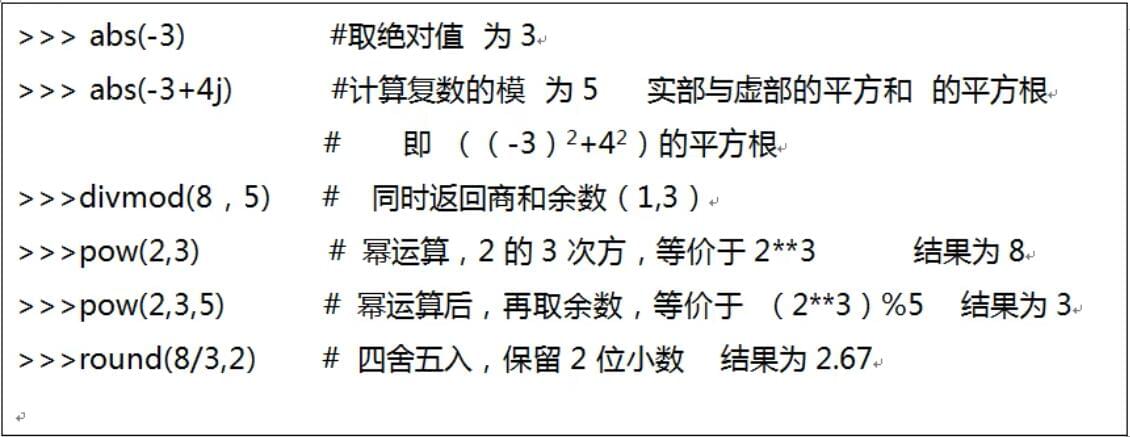 >>> abs(-3) #取绝对值 为3
>>> abs(-3+4j) #计算复数的模 为5 实部与虚部的平方和 的平方根
# 即 ((-3)²+4²)的平方根
>>>divmod(8,5) # 同时返回商和余数(1,3)
>>>pow(2,3) # 幂运算,2的3次方,等价于2**3 结果为8
>>>pow(2,3,5) # 幂运算后,再取余数,等价于 (2**3)%5 结果为3
>>>round(8/3,2) # 四舍五入,保留2位小数 结果为2.67